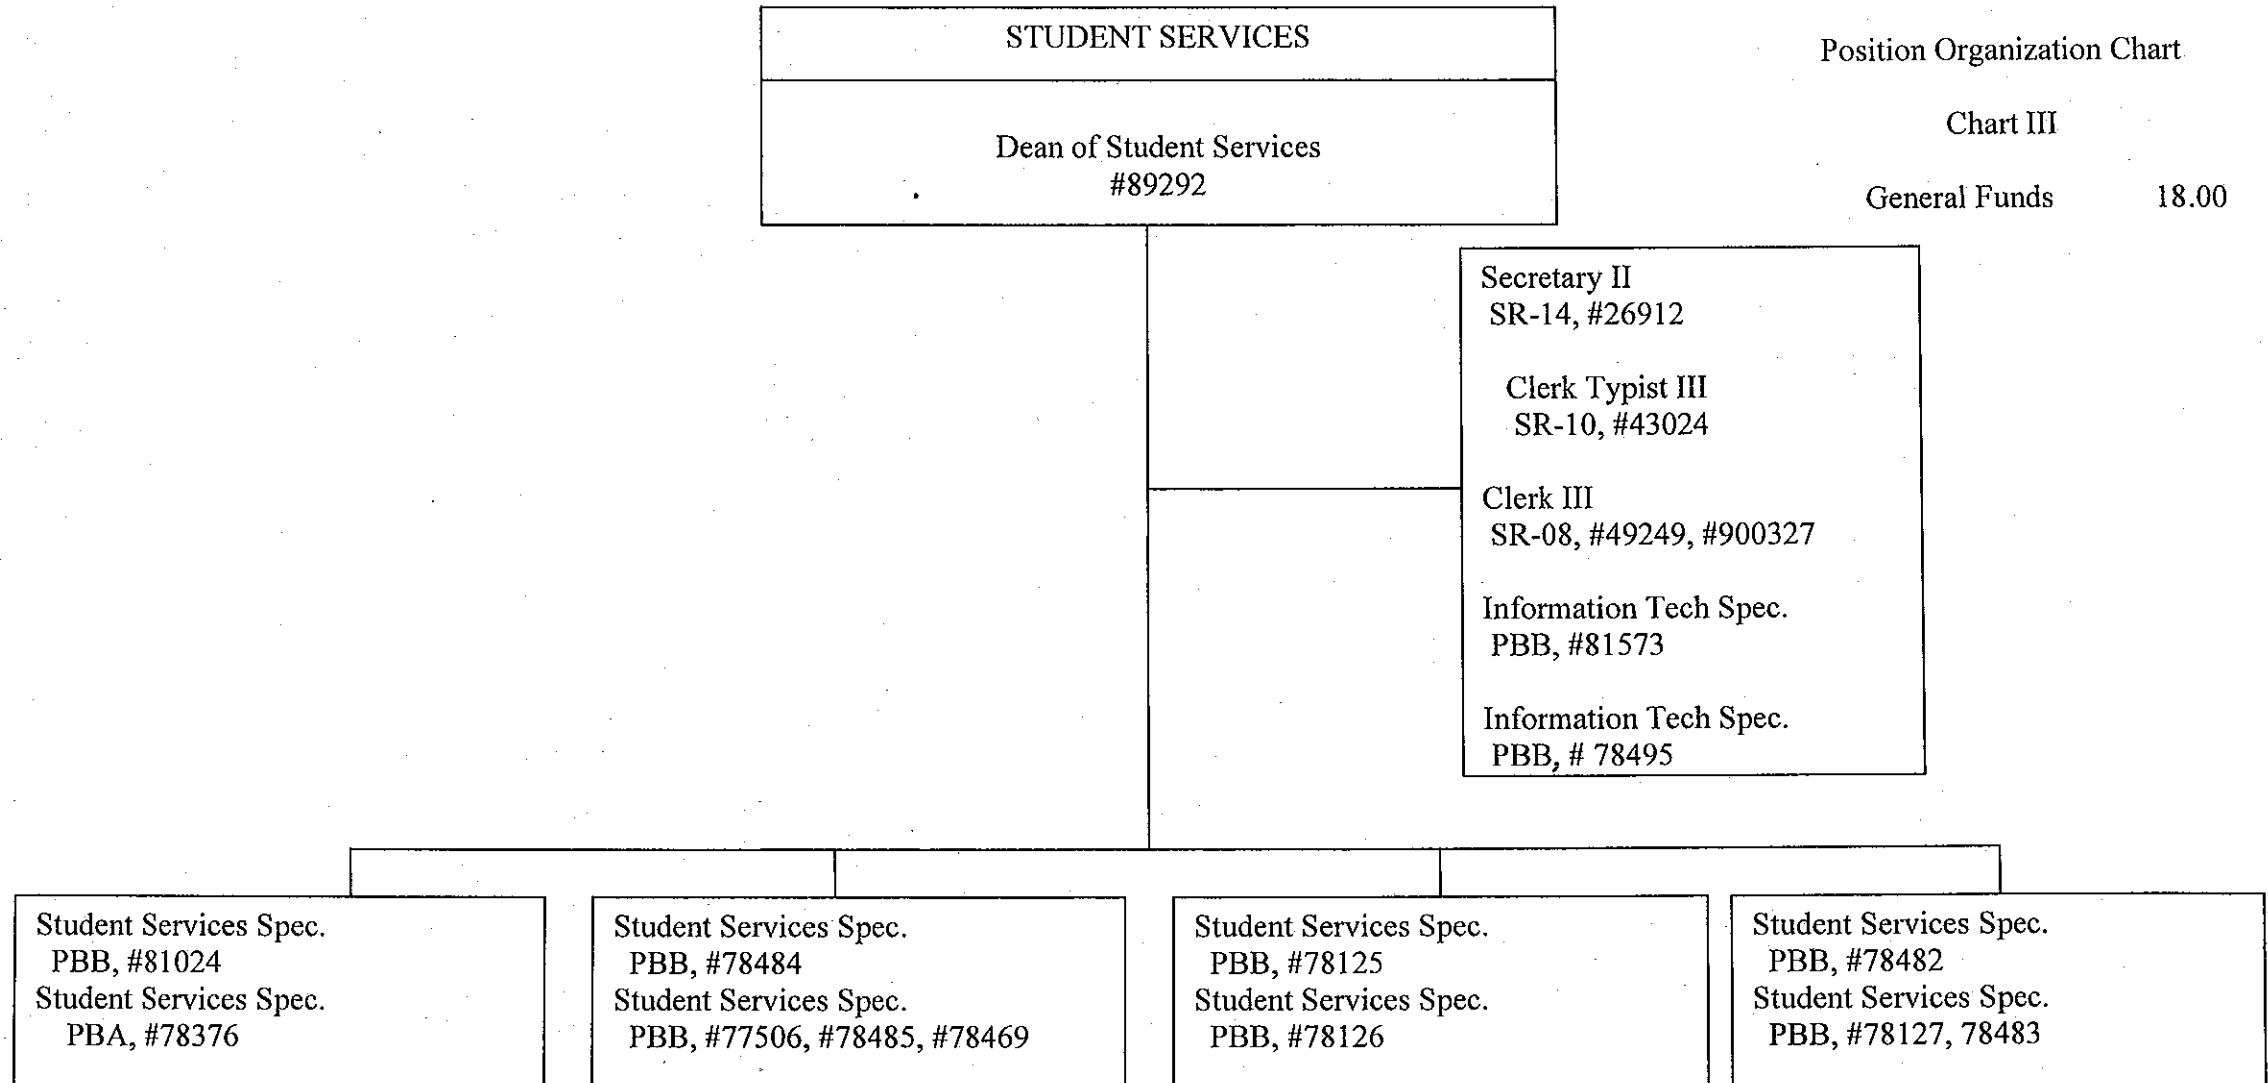 STUDENT SERVICES
Dean of Student Services
#89292
Position Organization Chart
Chart III
General Funds 18.00
Secretary II
SR-14, #26912
Clerk Typist III
SR-10, #43024
Clerk III
SR-08, #49249, #900327
Information Tech Spec.
PBB, #81573
Information Tech Spec.
PBB, # 78495
Student Services Spec.
PBB, #81024
Student Services Spec.
PBA, #78376
Student Services Spec.
PBB, #78484
Student Services Spec.
PBB, #77506, #78485, #78469
Student Services Spec.
PBB, #78125
Student Services Spec.
PBB, #78126
Student Services Spec.
PBB, #78482
Student Services Spec.
PBB, #78127, 78483